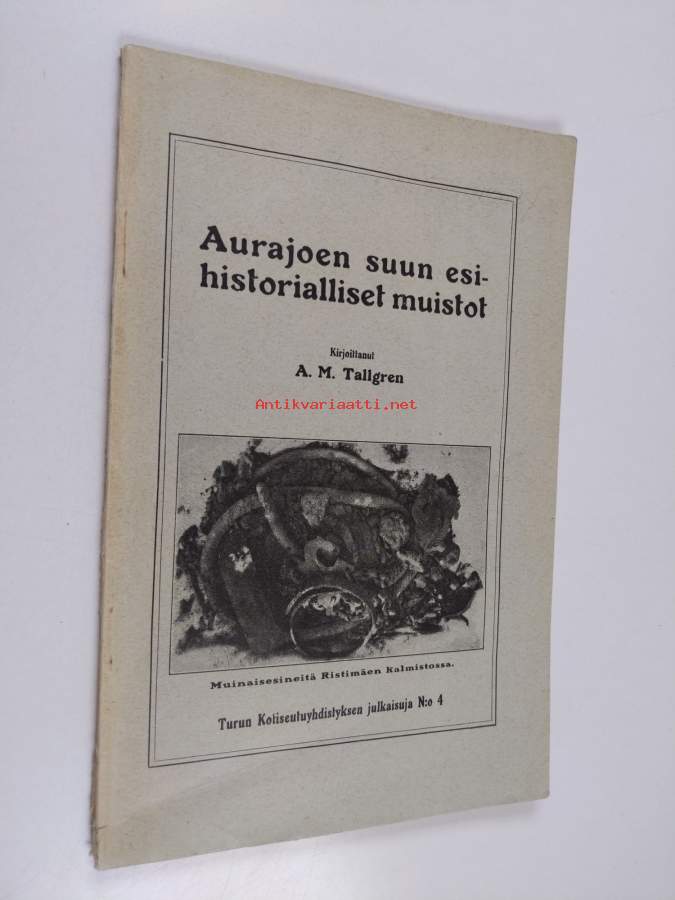 Aurajoen suun esi-
historialliset muistot
Kirjoittanut
A. M. Tallgren
Antikvariaatti.net
Muinaisesineitä Ristimäen kalmistossa.
Turun Kotiseutuyhdistyksen julkaisuja N:o 4